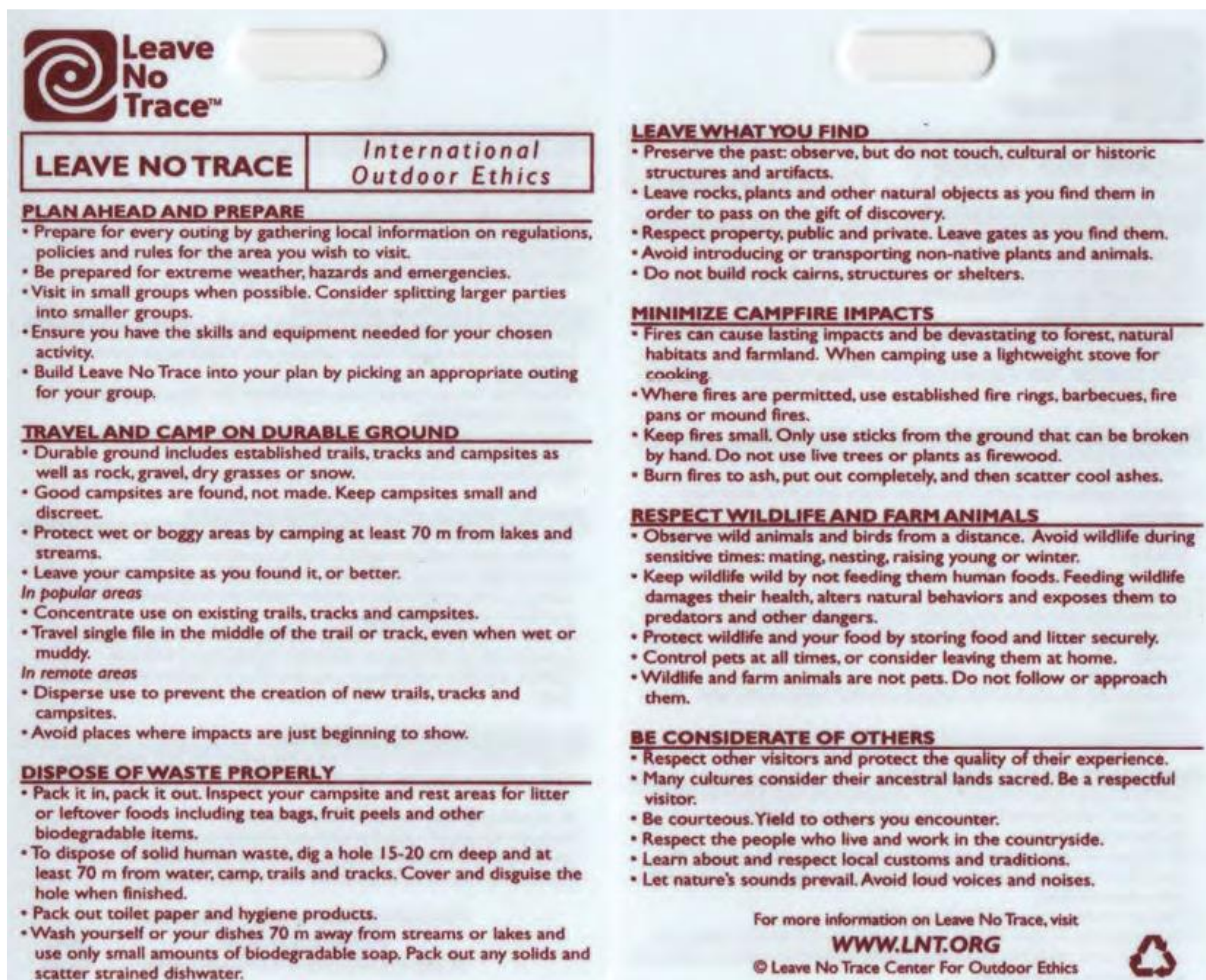 Leave
No
Trace™
LEAVE NO TRACE
International
Outdoor Ethics
PLAN AHEAD AND PREPARE
• Prepare for every outing by gathering local information on regulations,
policies and rules for the area you wish to visit.
• Be prepared for extreme weather, hazards and emergencies.
• Visit in small groups when possible. Consider splitting larger parties
into smaller groups.
• Ensure you have the skills and equipment needed for your chosen
activity.
• Build Leave No Trace into your plan by picking an appropriate outing
for your group.
TRAVEL AND CAMP ON DURABLE GROUND
• Durable ground includes established trails, tracks and campsites as
well as rock, gravel, dry grasses or snow.
• Good campsites are found, not made. Keep campsites small and
discreet.
• Protect wet or boggy areas by camping at least 70 m from lakes and
streams.
• Leave your campsite as you found it, or better.
In popular areas
• Concentrate use on existing trails, tracks and campsites.
• Travel single file in the middle of the trail or track, even when wet or
muddy.
In remote areas
• Disperse use to prevent the creation of new trails, tracks and
campsites.
• Avoid places where impacts are just beginning to show.
DISPOSE OF WASTE PROPERLY
• Pack it in, pack it out. Inspect your campsite and rest areas for litter
or leftover foods including tea bags, fruit peels and other
biodegradable items.
• To dispose of solid human waste, dig a hole 15-20 cm deep and at
least 70 m from water, camp, trails and tracks. Cover and disguise the
hole when finished.
• Pack out toilet paper and hygiene products.
• Wash yourself or your dishes 70 m away from streams or lakes and
use only small amounts of biodegradable soap. Pack out any solids and
scatter strained dishwater.
LEAVE WHAT YOU FIND
• Preserve the past: observe, but do not touch, cultural or historic
structures and artifacts.
• Leave rocks, plants and other natural objects as you find them in
order to pass on the gift of discovery.
• Respect property, public and private. Leave gates as you find them.
• Avoid introducing or transporting non-native plants and animals.
• Do not build rock cairns, structures or shelters.
MINIMIZE CAMPFIRE IMPACTS
• Fires can cause lasting impacts and be devastating to forest, natural
habitats and farmland. When camping use a lightweight stove for
cooking.
• Where fires are permitted, use established fire rings, barbecues, fire
pans or mound fires.
• Keep fires small. Only use sticks from the ground that can be broken
by hand. Do not use live trees or plants as firewood.
• Burn fires to ash, put out completely, and then scatter cool ashes.
RESPECT WILDLIFE AND FARM ANIMALS
• Observe wild animals and birds from a distance. Avoid wildlife during
sensitive times: mating, nesting, raising young or winter.
• Keep wildlife wild by not feeding them human foods. Feeding wildlife
damages their health, alters natural behaviors and exposes them to
predators and other dangers.
• Protect wildlife and your food by storing food and litter securely.
• Control pets at all times, or consider leaving them at home.
• Wildlife and farm animals are not pets. Do not follow or approach
them.
BE CONSIDERATE OF OTHERS
• Respect other visitors and protect the quality of their experience.
• Many cultures consider their ancestral lands sacred. Be a respectful
visitor.
• Be courteous. Yield to others you encounter.
• Respect the people who live and work in the countryside.
• Learn about and respect local customs and traditions.
• Let nature's sounds prevail. Avoid loud voices and noises.
For more information on Leave No Trace, visit
WWW.LNT.ORG
© Leave No Trace Center For Outdoor Ethics